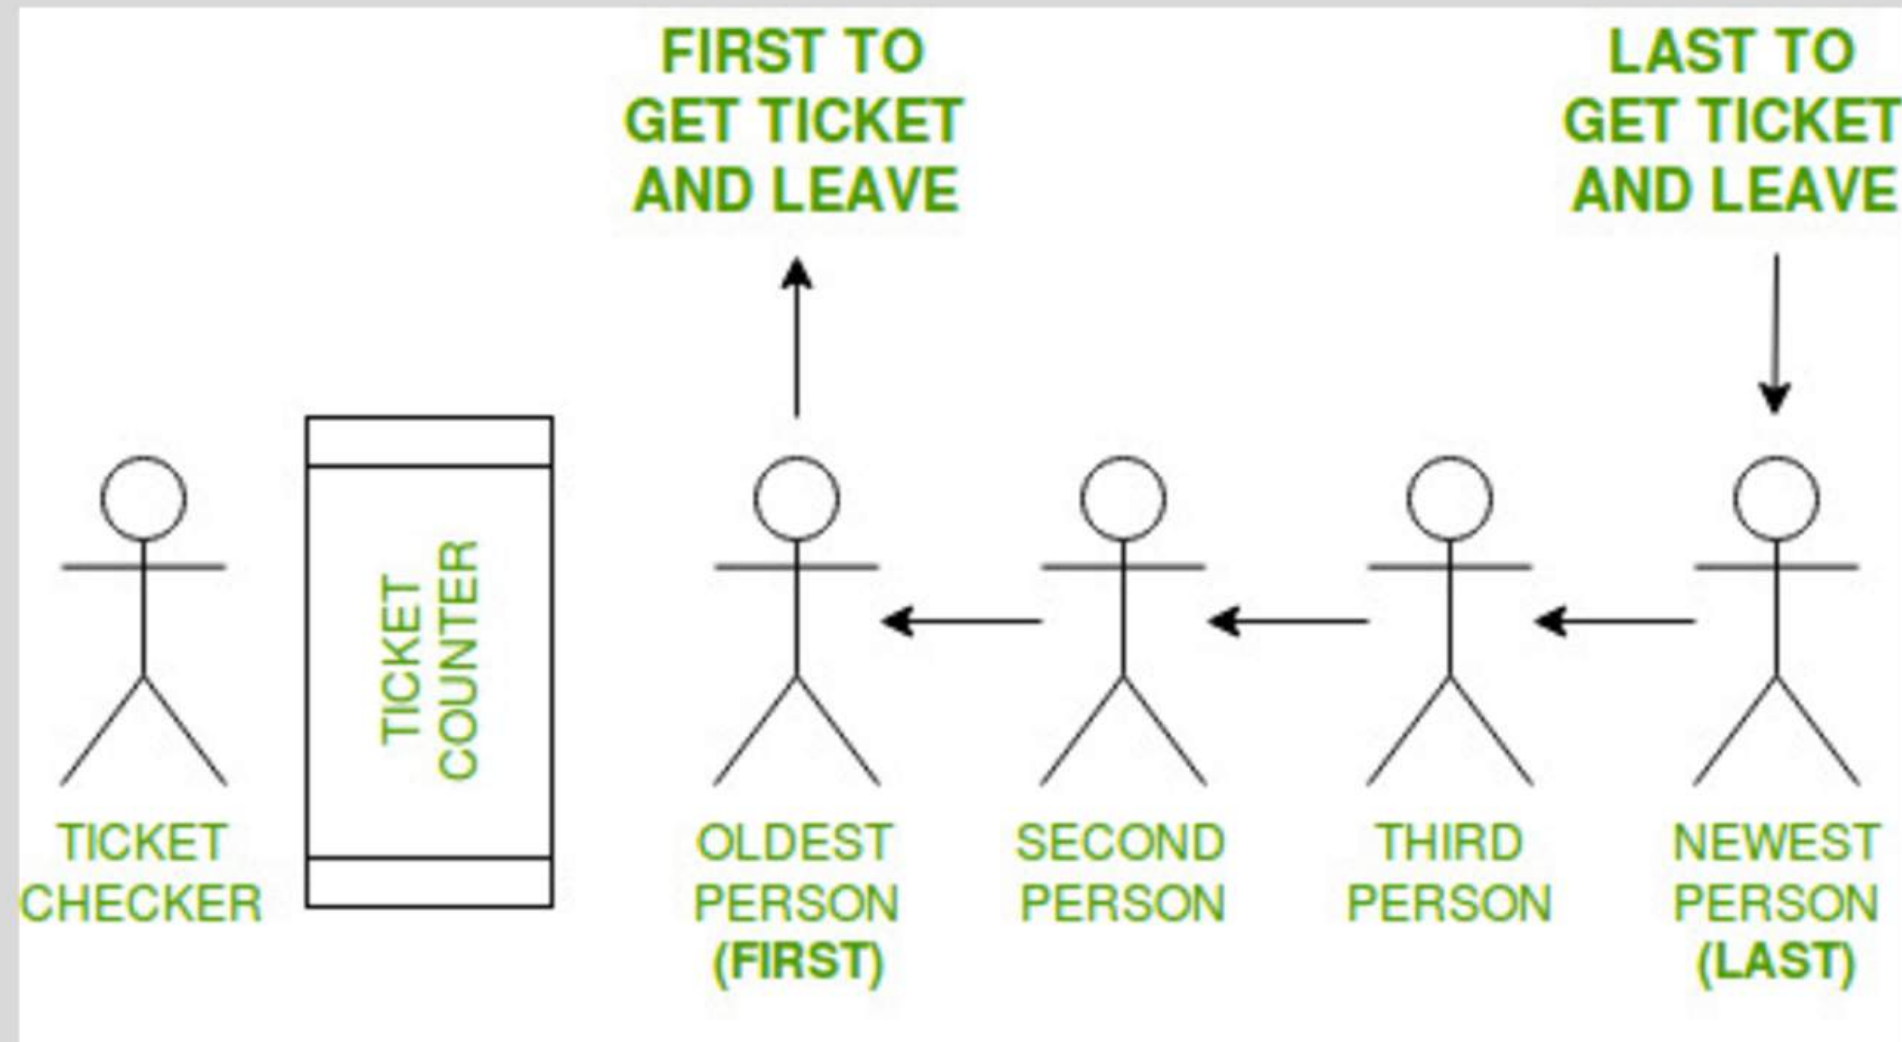 FIRST TO
GET TICKET
AND LEAVE
LAST TO
GET TICKET
AND LEAVE
TICKET
COUNTER
TICKET
CHECKER
OLDEST
PERSON
(FIRST)
SECOND
PERSON
THIRD
PERSON
NEWEST
PERSON
(LAST)